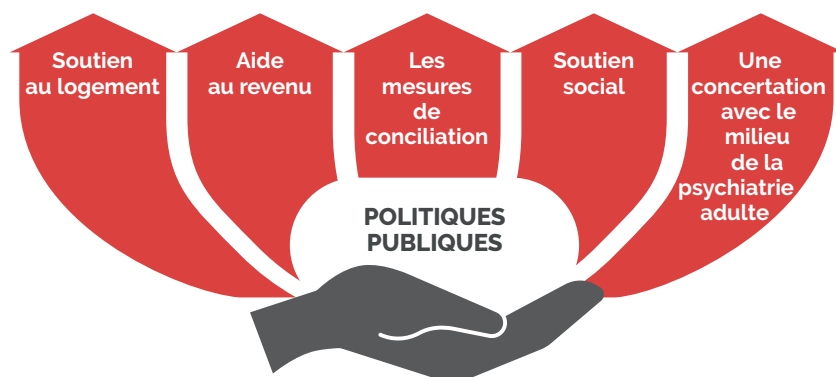 Soutien
au logement
Aide
au revenu
Les
mesures
de
conciliation
Soutien
social
Une
concertation
avec le
milieu
de la
psychiatrie
adulte
POLITIQUES
PUBLIQUES